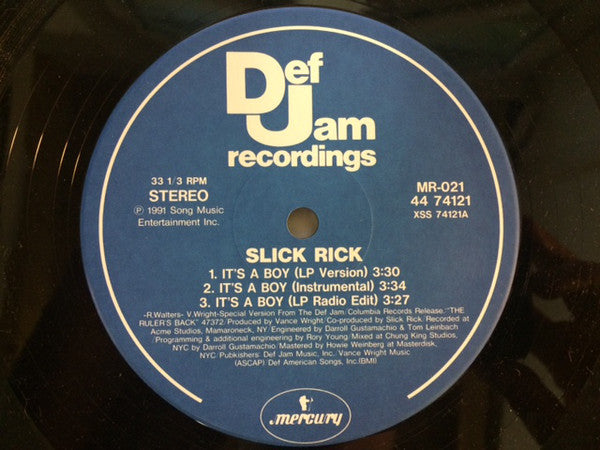 Def
Jam
recordings
33 1/3 RPM
STEREO
℗ 1991 Song Music
Entertainment Inc.
MR-021
44 74121
XSS 74121A
SLICK RICK
1. IT'S A BOY (LP Version) 3:30
2. IT'S A BOY (Instrumental) 3:34
3. IT'S A BOY (LP Radio Edit) 3:27
–R.Walters- V.Wright-Special Version From The Def Jam/Columbia Records Release."THE
RULER'S BACK" 47372/Produced by Vance Wright/Co-produced by Slick Rick. Recorded at
Acme Studios, Mamaroneck, NY/Engineered by Darroll Gustamachio & Tom Leinbach
/Programming & additional engineering by Rory Young/Mixed at Chung King Studios,
NYC by Darroll Gustamachio/Mastered by Howie Weinberg at Masterdisk,
NYC/Pubkishers: Def Jam Music, Inc. Vance Wright Music
(ASCAP)/Def American Songs, Inc.(BMI)
mercury